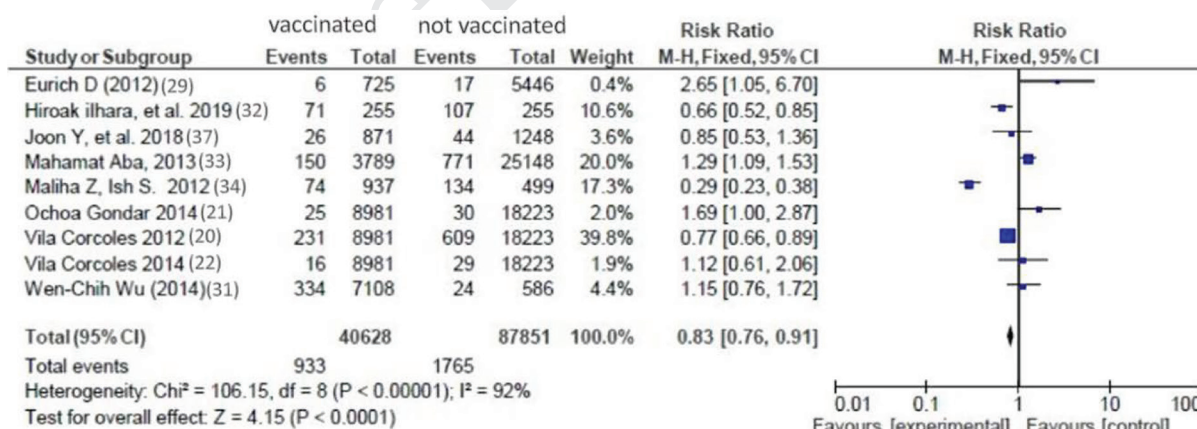 vaccinated not vaccinated Risk Ratio Risk Ratio
Study or Subgroup Events Total Events Total Weight M-H, Fixed, 95% CI M-H, Fixed, 95% CI
Eurich D (2012)(29) 6 725 17 5446 0.4% 2.65 [1.05, 6.70]
Hiroak ilhara, et al. 2019(32) 71 255 107 255 10.6% 0.66 [0.52, 0.85]
Joon Y, et al. 2018(37) 26 871 44 1248 3.6% 0.85 [0.53, 1.36]
Mahamat Aba, 2013(33) 150 3789 771 25148 20.0% 1.29 [1.09, 1.53]
Maliha Z, Ish S. 2012(34) 74 937 134 499 17.3% 0.29 [0.23, 0.38]
Ochoa Gondar 2014(21) 25 8981 30 18223 2.0% 1.69 [1.00, 2.87]
Vila Corcoles 2012(20) 231 8981 609 18223 39.8% 0.77 [0.66, 0.89]
Vila Corcoles 2014(22) 16 8981 29 18223 1.9% 1.12 [0.61, 2.06]
Wen-Chih Wu (2014)(31) 334 7108 24 586 4.4% 1.15 [0.76, 1.72]
Total (95% CI) 40628 87851 100.0% 0.83 [0.76, 0.91]
Total events 933 1765
Heterogeneity: Chi² = 106.15, df = 8 (P < 0.00001); I² = 92%
Test for overall effect: Z = 4.15 (P < 0.0001)
0.01 0.1 1 10 100
Favours [experimental] Favours [control]